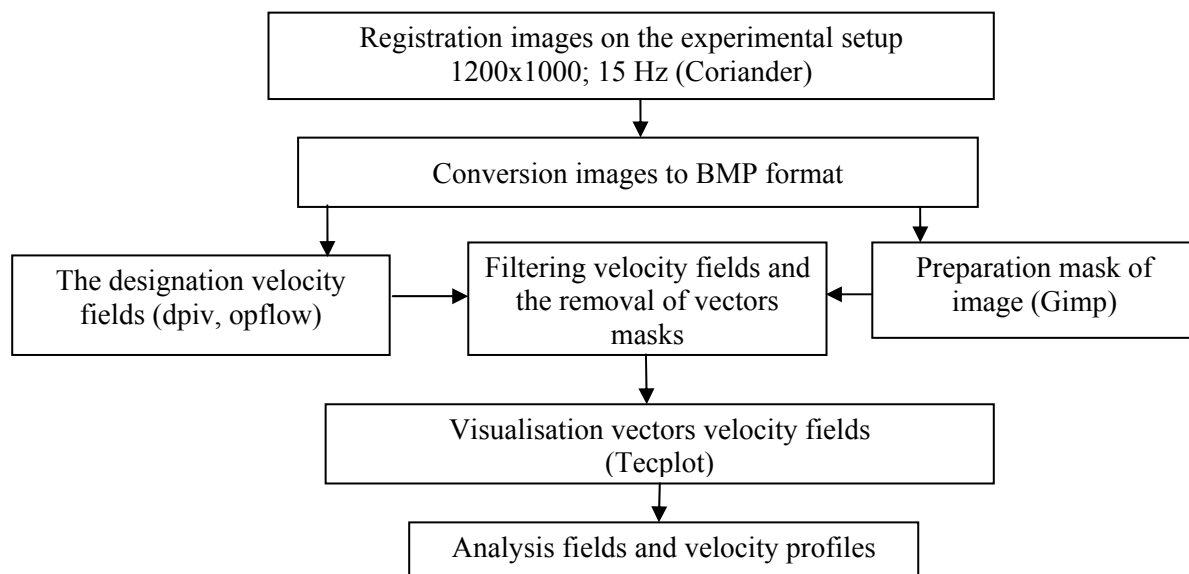 Registration images on the experimental setup
1200x1000; 15 Hz (Coriander)
Conversion images to BMP format
The designation velocity
fields (dpiv, opflow)
Filtering velocity fields and
the removal of vectors
masks
Preparation mask of
image (Gimp)
Visualisation vectors velocity fields
(Tecplot)
Analysis fields and velocity profiles